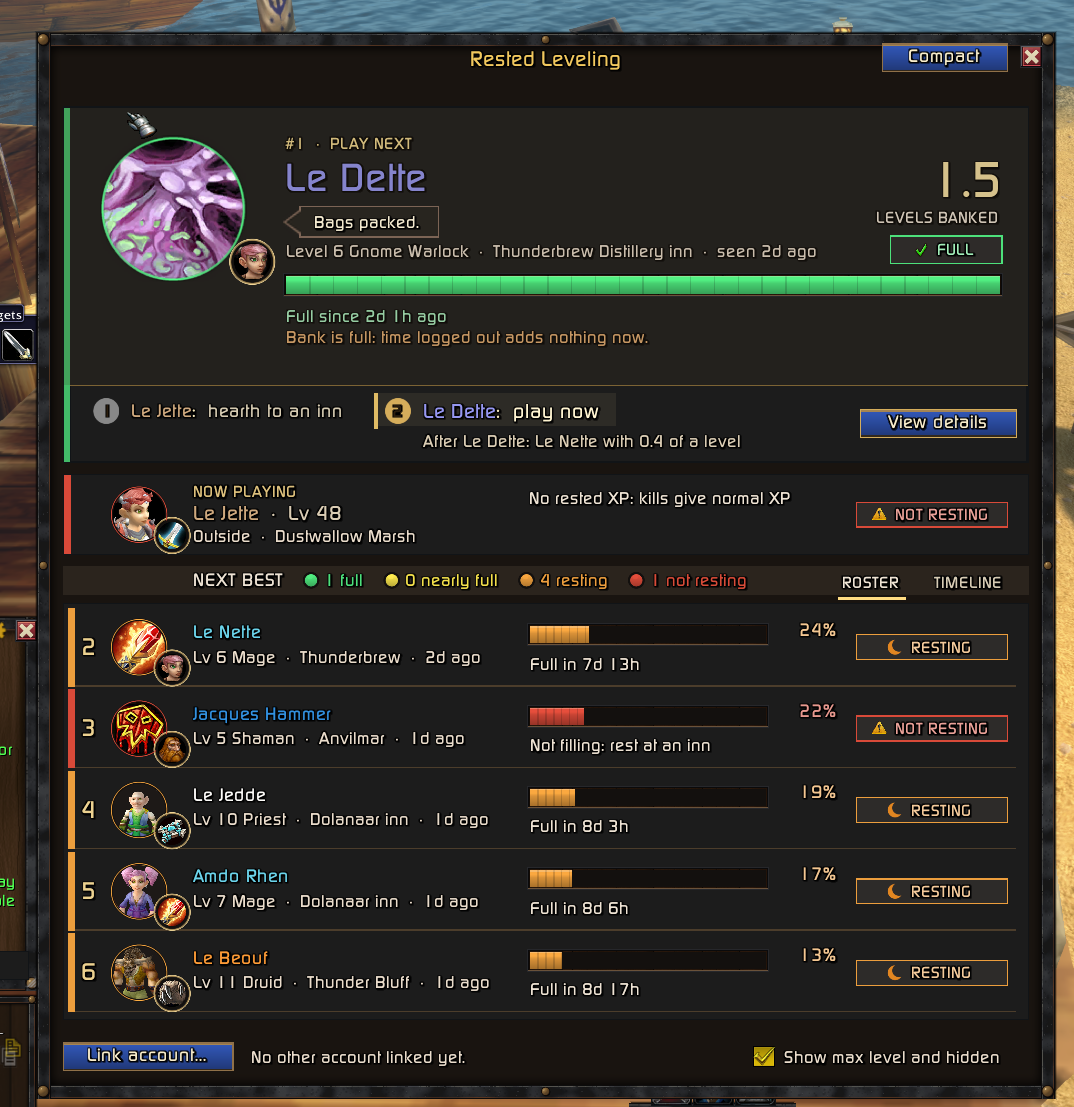 Rested Leveling
Compact
#1 · PLAY NEXT
Le Dette
1.5
LEVELS BANKED
Bags packed.
✓ FULL
Level 6 Gnome Warlock · Thunderbrew Distillery inn · seen 2d ago
Full since 2d 1h ago
Bank is full: time logged out adds nothing now.
gets
1 Le Jette: hearth to an inn
2 Le Dette: play now
After Le Dette: Le Nette with 0.4 of a level
View details
NOW PLAYING
Le Jette · Lv 48
Outside · Dustwallow Marsh
No rested XP: kills give normal XP
NOT RESTING
NEXT BEST
1 full
0 nearly full
4 resting
1 not resting
ROSTER
TIMELINE
2
Le Nette
Lv 6 Mage · Thunderbrew · 2d ago
Full in 7d 13h
24%
RESTING
3
Jacques Hammer
Lv 5 Shaman · Anvilmar · 1d ago
Not filling: rest at an inn
22%
NOT RESTING
or
4
Le Jedde
Lv 10 Priest · Dolanaar inn · 1d ago
Full in 8d 3h
19%
RESTING
5
Amdo Rhen
Lv 7 Mage · Dolanaar inn · 1d ago
Full in 8d 6h
17%
RESTING
ay
ole
6
Le Beouf
Lv 11 Druid · Thunder Bluff · 1d ago
Full in 8d 17h
13%
RESTING
Link account...
No other account linked yet.
Show max level and hidden